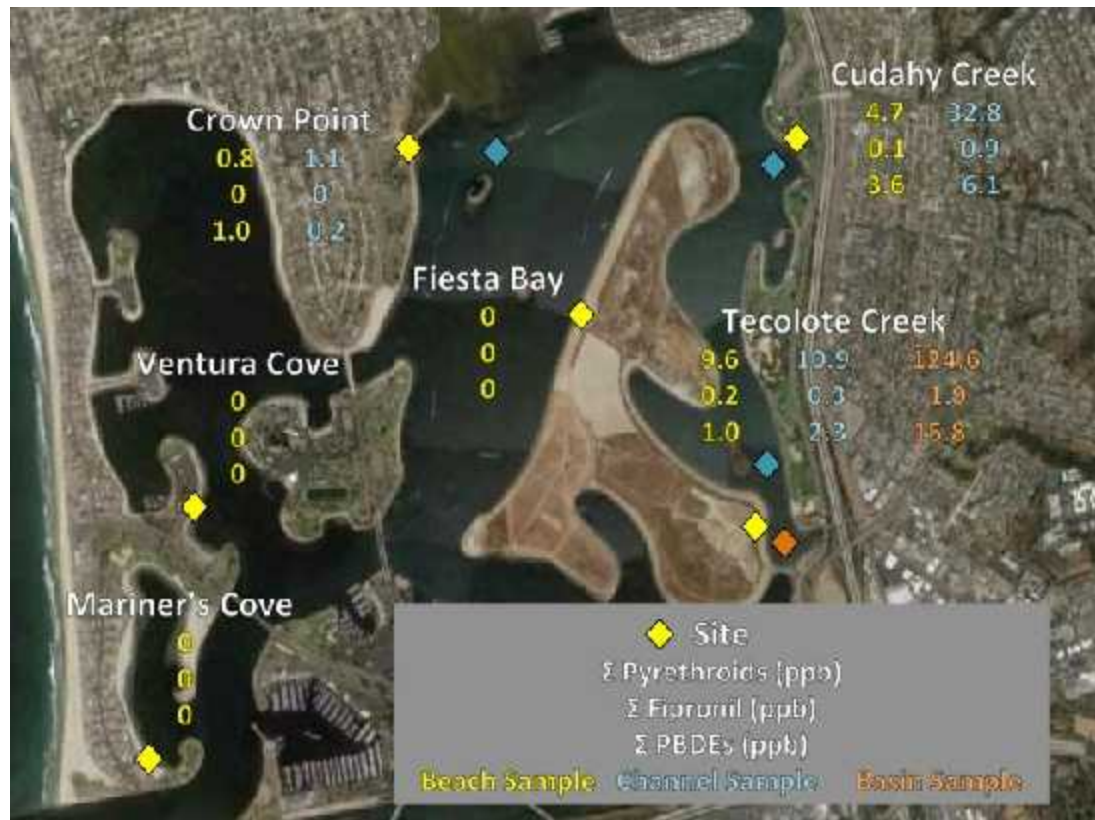 Cudahy Creek
4.7 32.8
0.1 0.9
3.6 6.1
Crown Point
0.8 1.1
0 0
1.0 0.2
Fiesta Bay
0
0
0
Tecolote Creek
9.6 19.9 124.6
0.2 0.3 1.9
1.0 2.3 15.8
Ventura Cove
0
0
0
Mariner's Cove
0
0
0
Site
Σ Pyrethroids (ppb)
Σ Fipronil (ppb)
Σ PBDEs (ppb)
Beach Sample Channel Sample Basin Sample